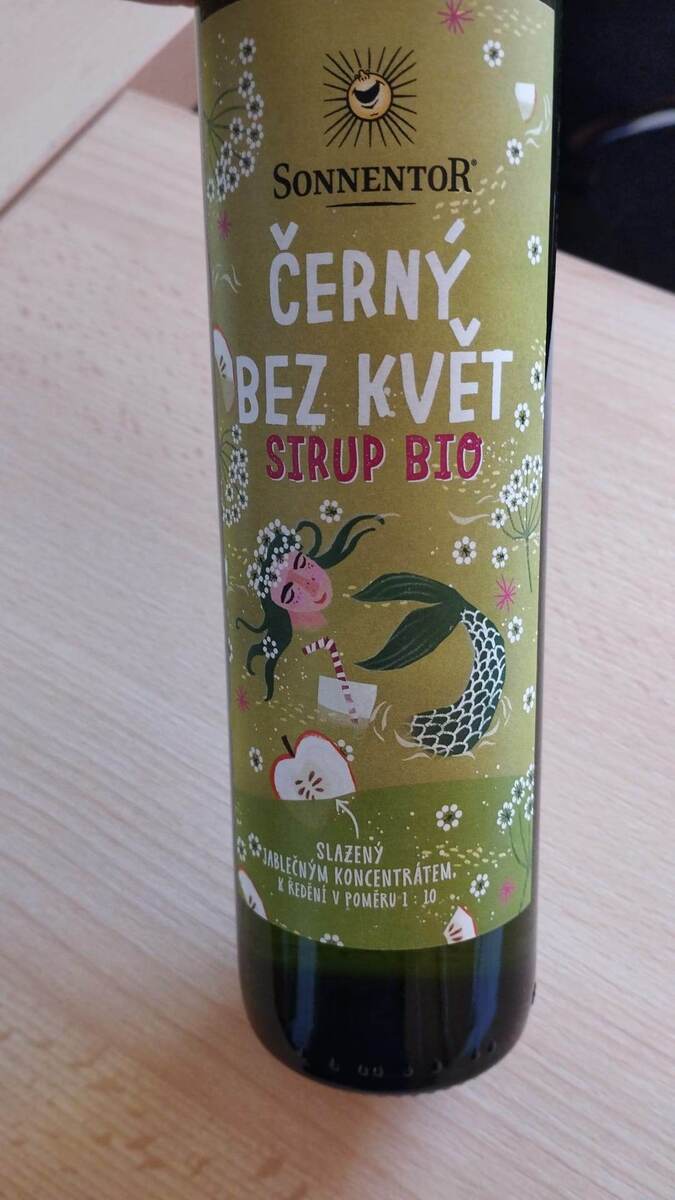 SONNENTOR®
ČERNÝ
BEZ KVĚT
SIRUP BIO
SLAZENÝ
JABLEČNÝM KONCENTRÁTEM,
K ŘEDĚNÍ V POMĚRU 1 : 10